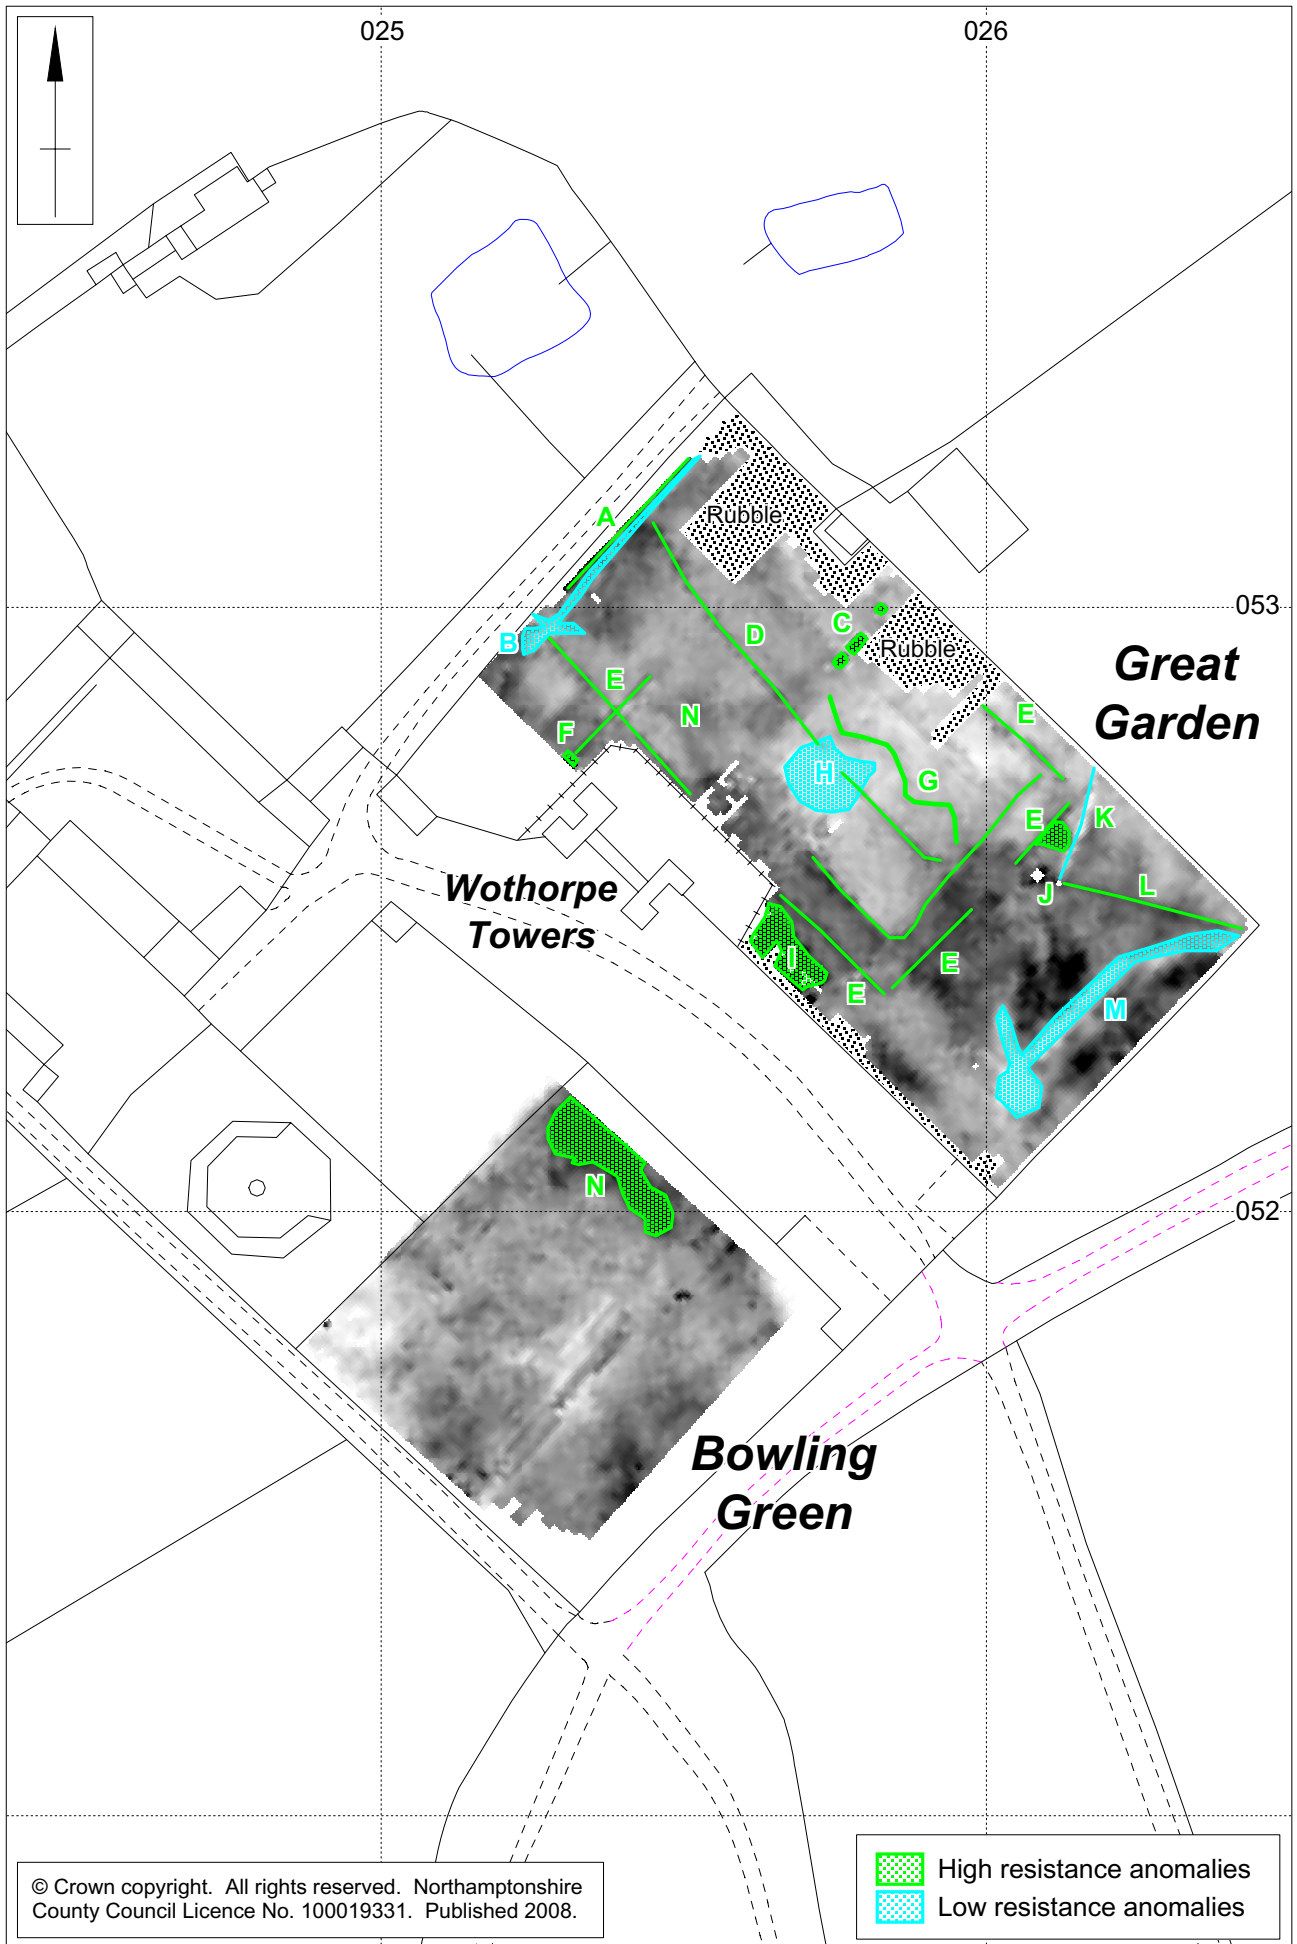 025
026
A
Rubble
053
C
D
B
Rubble
Great
Garden
E
N
E
F
H
G
K
E
J
L
Wothorpe
Towers
I
E
E
M
N
052
Bowling
Green
© Crown copyright. All rights reserved. Northamptonshire
County Council Licence No. 100019331. Published 2008.
High resistance anomalies
Low resistance anomalies